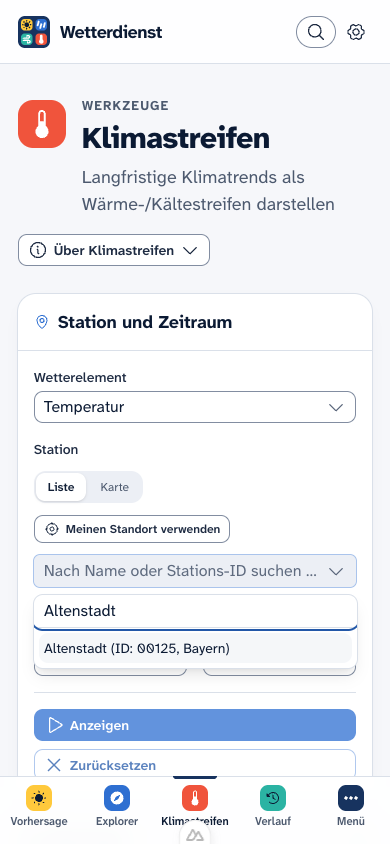 Wetterdienst
WERKZEUGE
Klimastreifen
Langfristige Klimatrends als
Wärme-/Kältestreifen darstellen
Über Klimastreifen
Station und Zeitraum
Wetterelement
Temperatur
Station
Liste
Karte
Meinen Standort verwenden
Nach Name oder Stations-ID suchen ...
Altenstadt
Altenstadt (ID: 00125, Bayern)
Anzeigen
Zurücksetzen
Vorhersage
Explorer
Klimastreifen
Verlauf
Menü